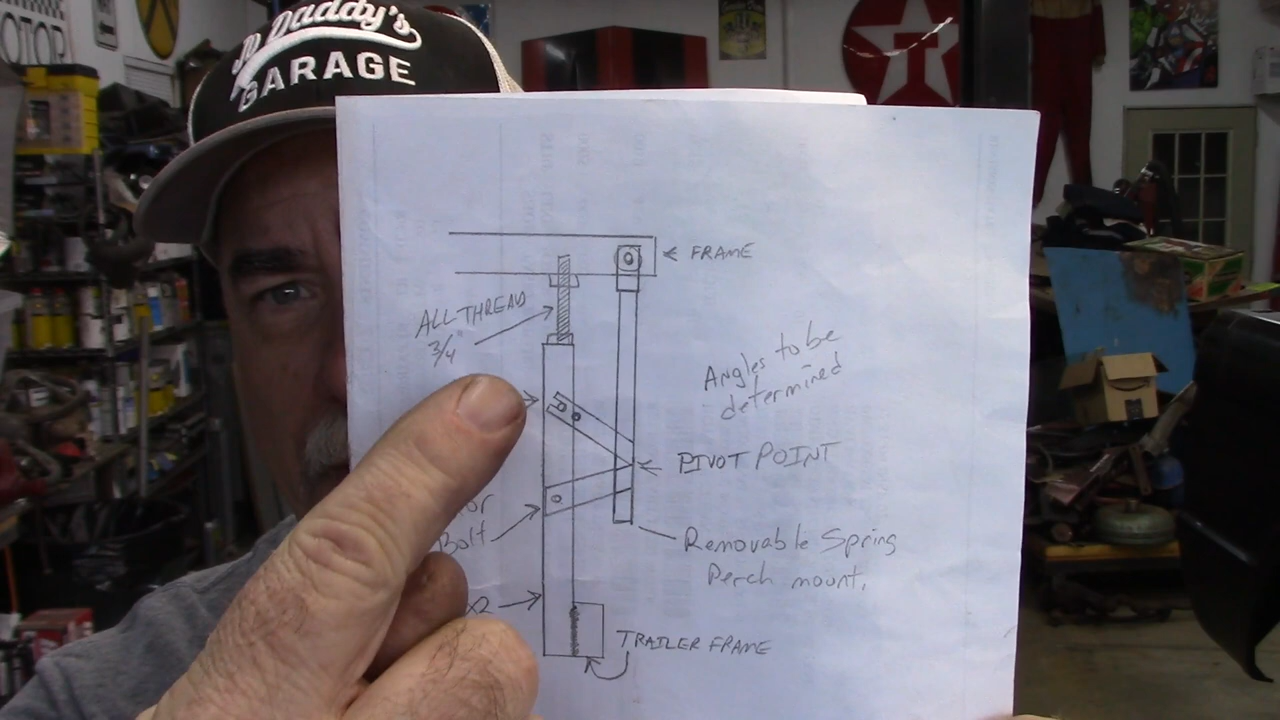 Daddy's
GARAGE
FRAME
ALL THREAD
3/4"
Angles to be
determined
PIVOT POINT
Bolt
Removable Spring
Perch mount,
TRAILER FRAME
T